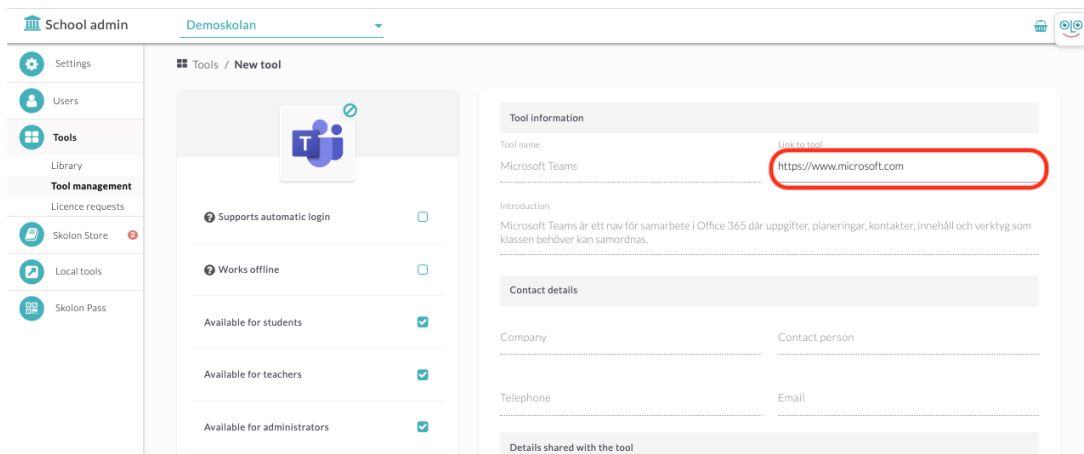 School admin
Demoskolan
Settings
Users
Tools
Library
Tool management
Licence requests
Skolon Store 2
Local tools
Skolon Pass
Tools / New tool
T
Supports automatic login
Works offline
Available for students
Available for teachers
Available for administrators
Tool information
Tool name
Link to tool
Microsoft Teams
https://www.microsoft.com
Introduction
Microsoft Teams är ett nav för samarbete i Office 365 där uppgifter, planeringar, kontakter, innehåll och verktyg som
klassen behöver kan samordnas.
Contact details
Company
Contact person
Telephone
Email
Details shared with the tool